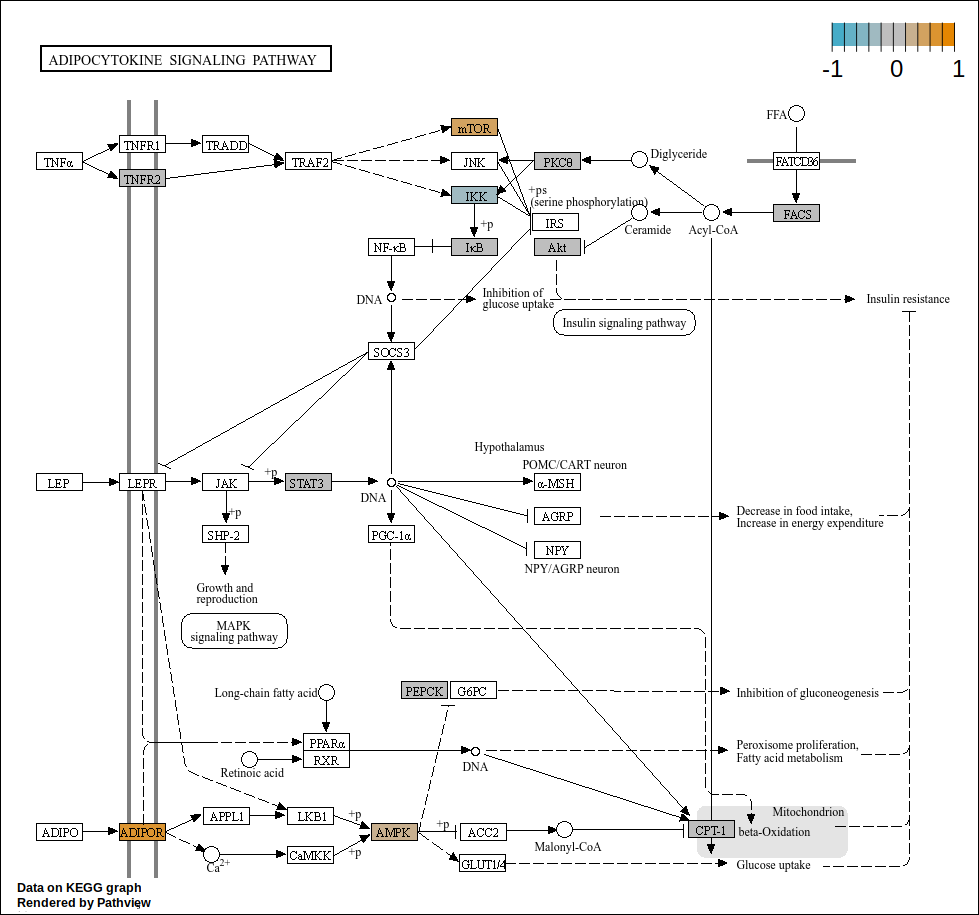 ADIPOCYTOKINE SIGNALING PATHWAY
-1 0 1
FFA
TNFα
TNFR1
TNFR2
TRADD
TRAF2
mTOR
JNK
IKK
PKCθ
Diglyceride
FATCD36
+ps
(serine phosphorylation)
IRS
Ceramide
Acyl-CoA
FACS
+p
NF-κB
IκB
Akt
DNA
Inhibition of
glucose uptake
Insulin resistance
Insulin signaling pathway
SOCS3
Hypothalamus
POMC/CART neuron
LEP
LEPR
JAK
+p
STAT3
DNA
α-MSH
+p
SHP-2
PGC-1α
AGRP
Decrease in food intake,
Increase in energy expenditure
NPY
NPY/AGRP neuron
Growth and
reproduction
MAPK
signaling pathway
Long-chain fatty acid
PEPCK
G6PC
Inhibition of gluconeogenesis
PPARα
RXR
Retinoic acid
DNA
Peroxisome proliferation,
Fatty acid metabolism
ADIPO
ADIPOR
APPL1
LKB1
+p
Ca2+
CaMKK
+p
AMPK
+p
ACC2
Malonyl-CoA
CPT-1
Mitochondrion
beta-Oxidation
GLUT1/4
Glucose uptake
Data on KEGG graph
Rendered by Pathview